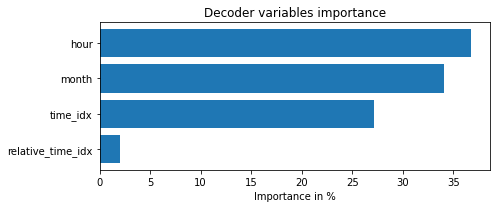 Decoder variables importance
hour
month
time_idx
relative_time_idx
0 5 10 15 20 25 30 35
Importance in %